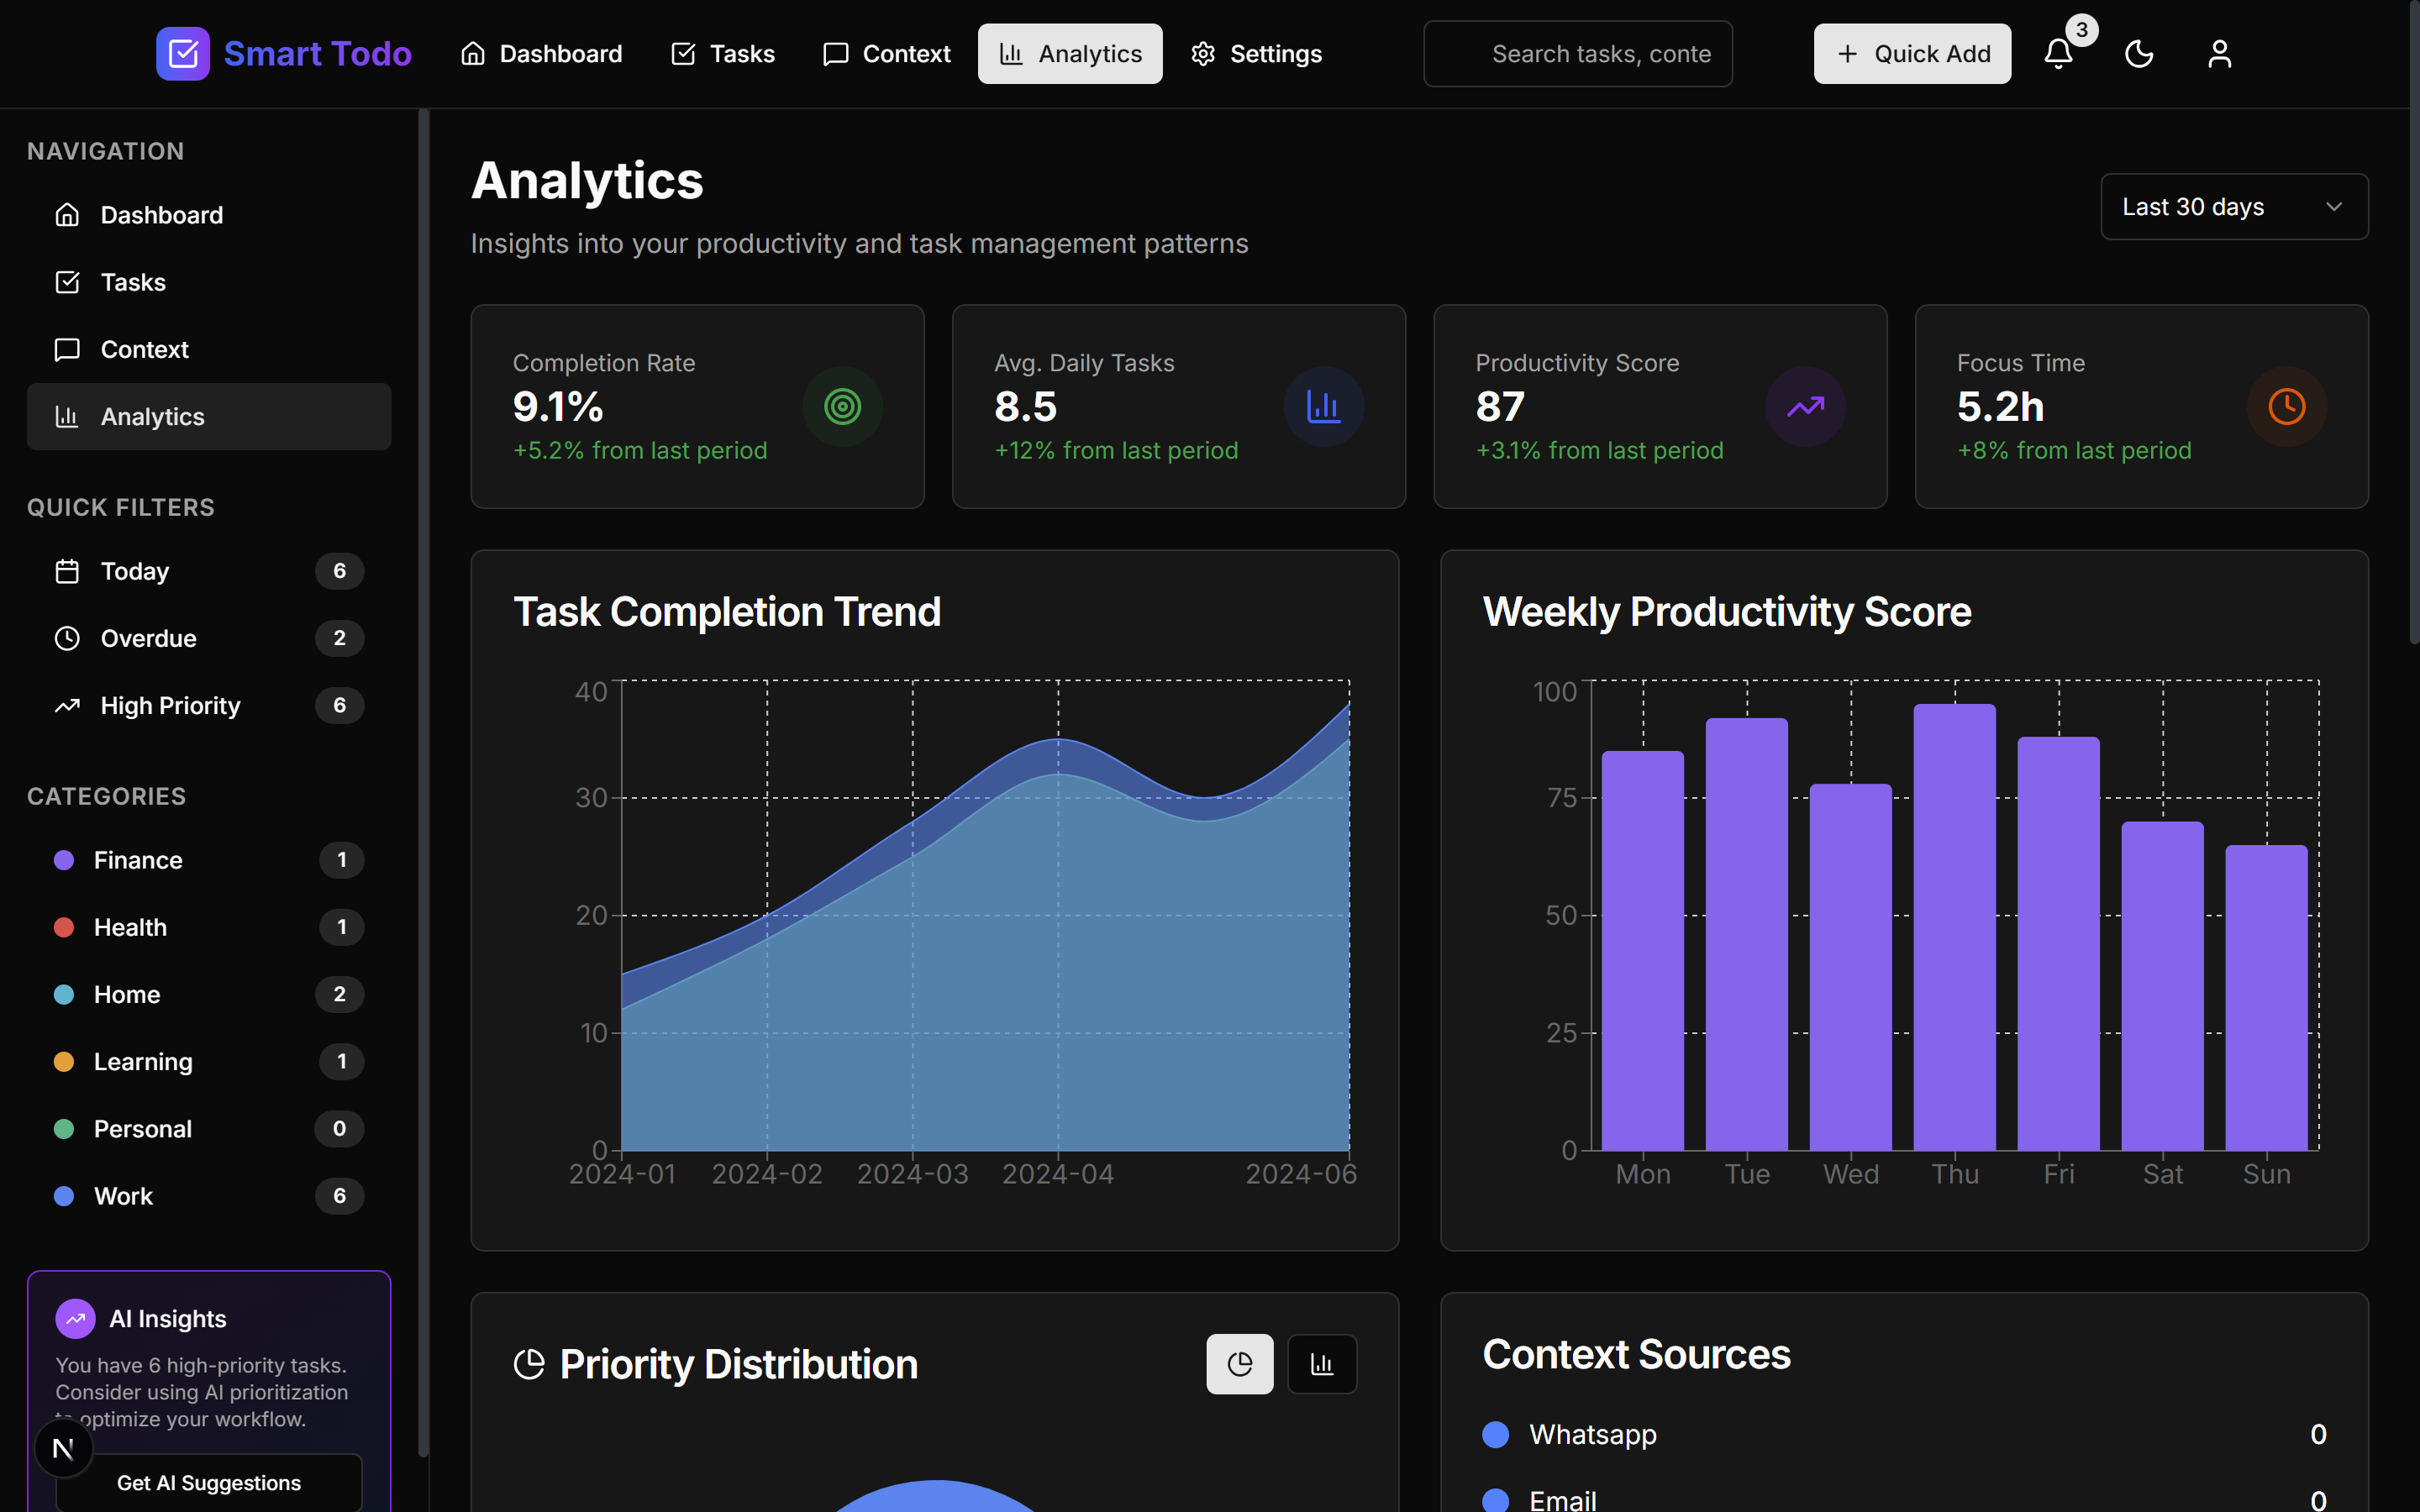 Smart Todo
Dashboard
Tasks
Context
Analytics
Settings
Search tasks, conte
Quick Add
3
NAVIGATION
Dashboard
Tasks
Context
Analytics
QUICK FILTERS
Today 6
Overdue 2
High Priority 6
CATEGORIES
Finance 1
Health 1
Home 2
Learning 1
Personal 0
Work 6
AI Insights
You have 6 high-priority tasks.
Consider using AI prioritization
optimize your workflow.
N
Get AI Suggestions
Analytics
Insights into your productivity and task management patterns
Last 30 days
Completion Rate
9.1%
+5.2% from last period
Avg. Daily Tasks
8.5
+12% from last period
Productivity Score
87
+3.1% from last period
Focus Time
5.2h
+8% from last period
Task Completion Trend
40
30
20
10
0
2024-01 2024-02 2024-03 2024-04 2024-06
Weekly Productivity Score
100
75
50
25
0
Mon Tue Wed Thu Fri Sat Sun
Priority Distribution
Context Sources
Whatsapp 0
Email 0